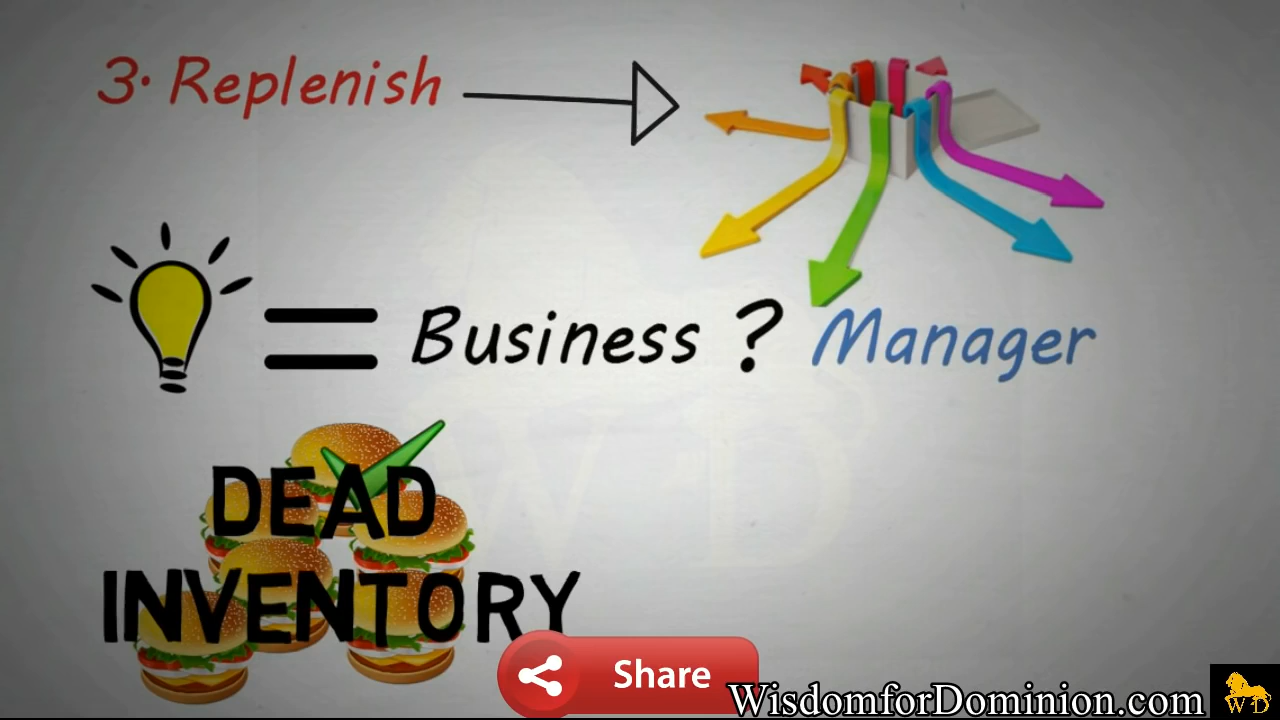 3. Replenish
Business ? Manager
DEAD
INVENTORY
Share
WisdomforDominion.com
W D
W D